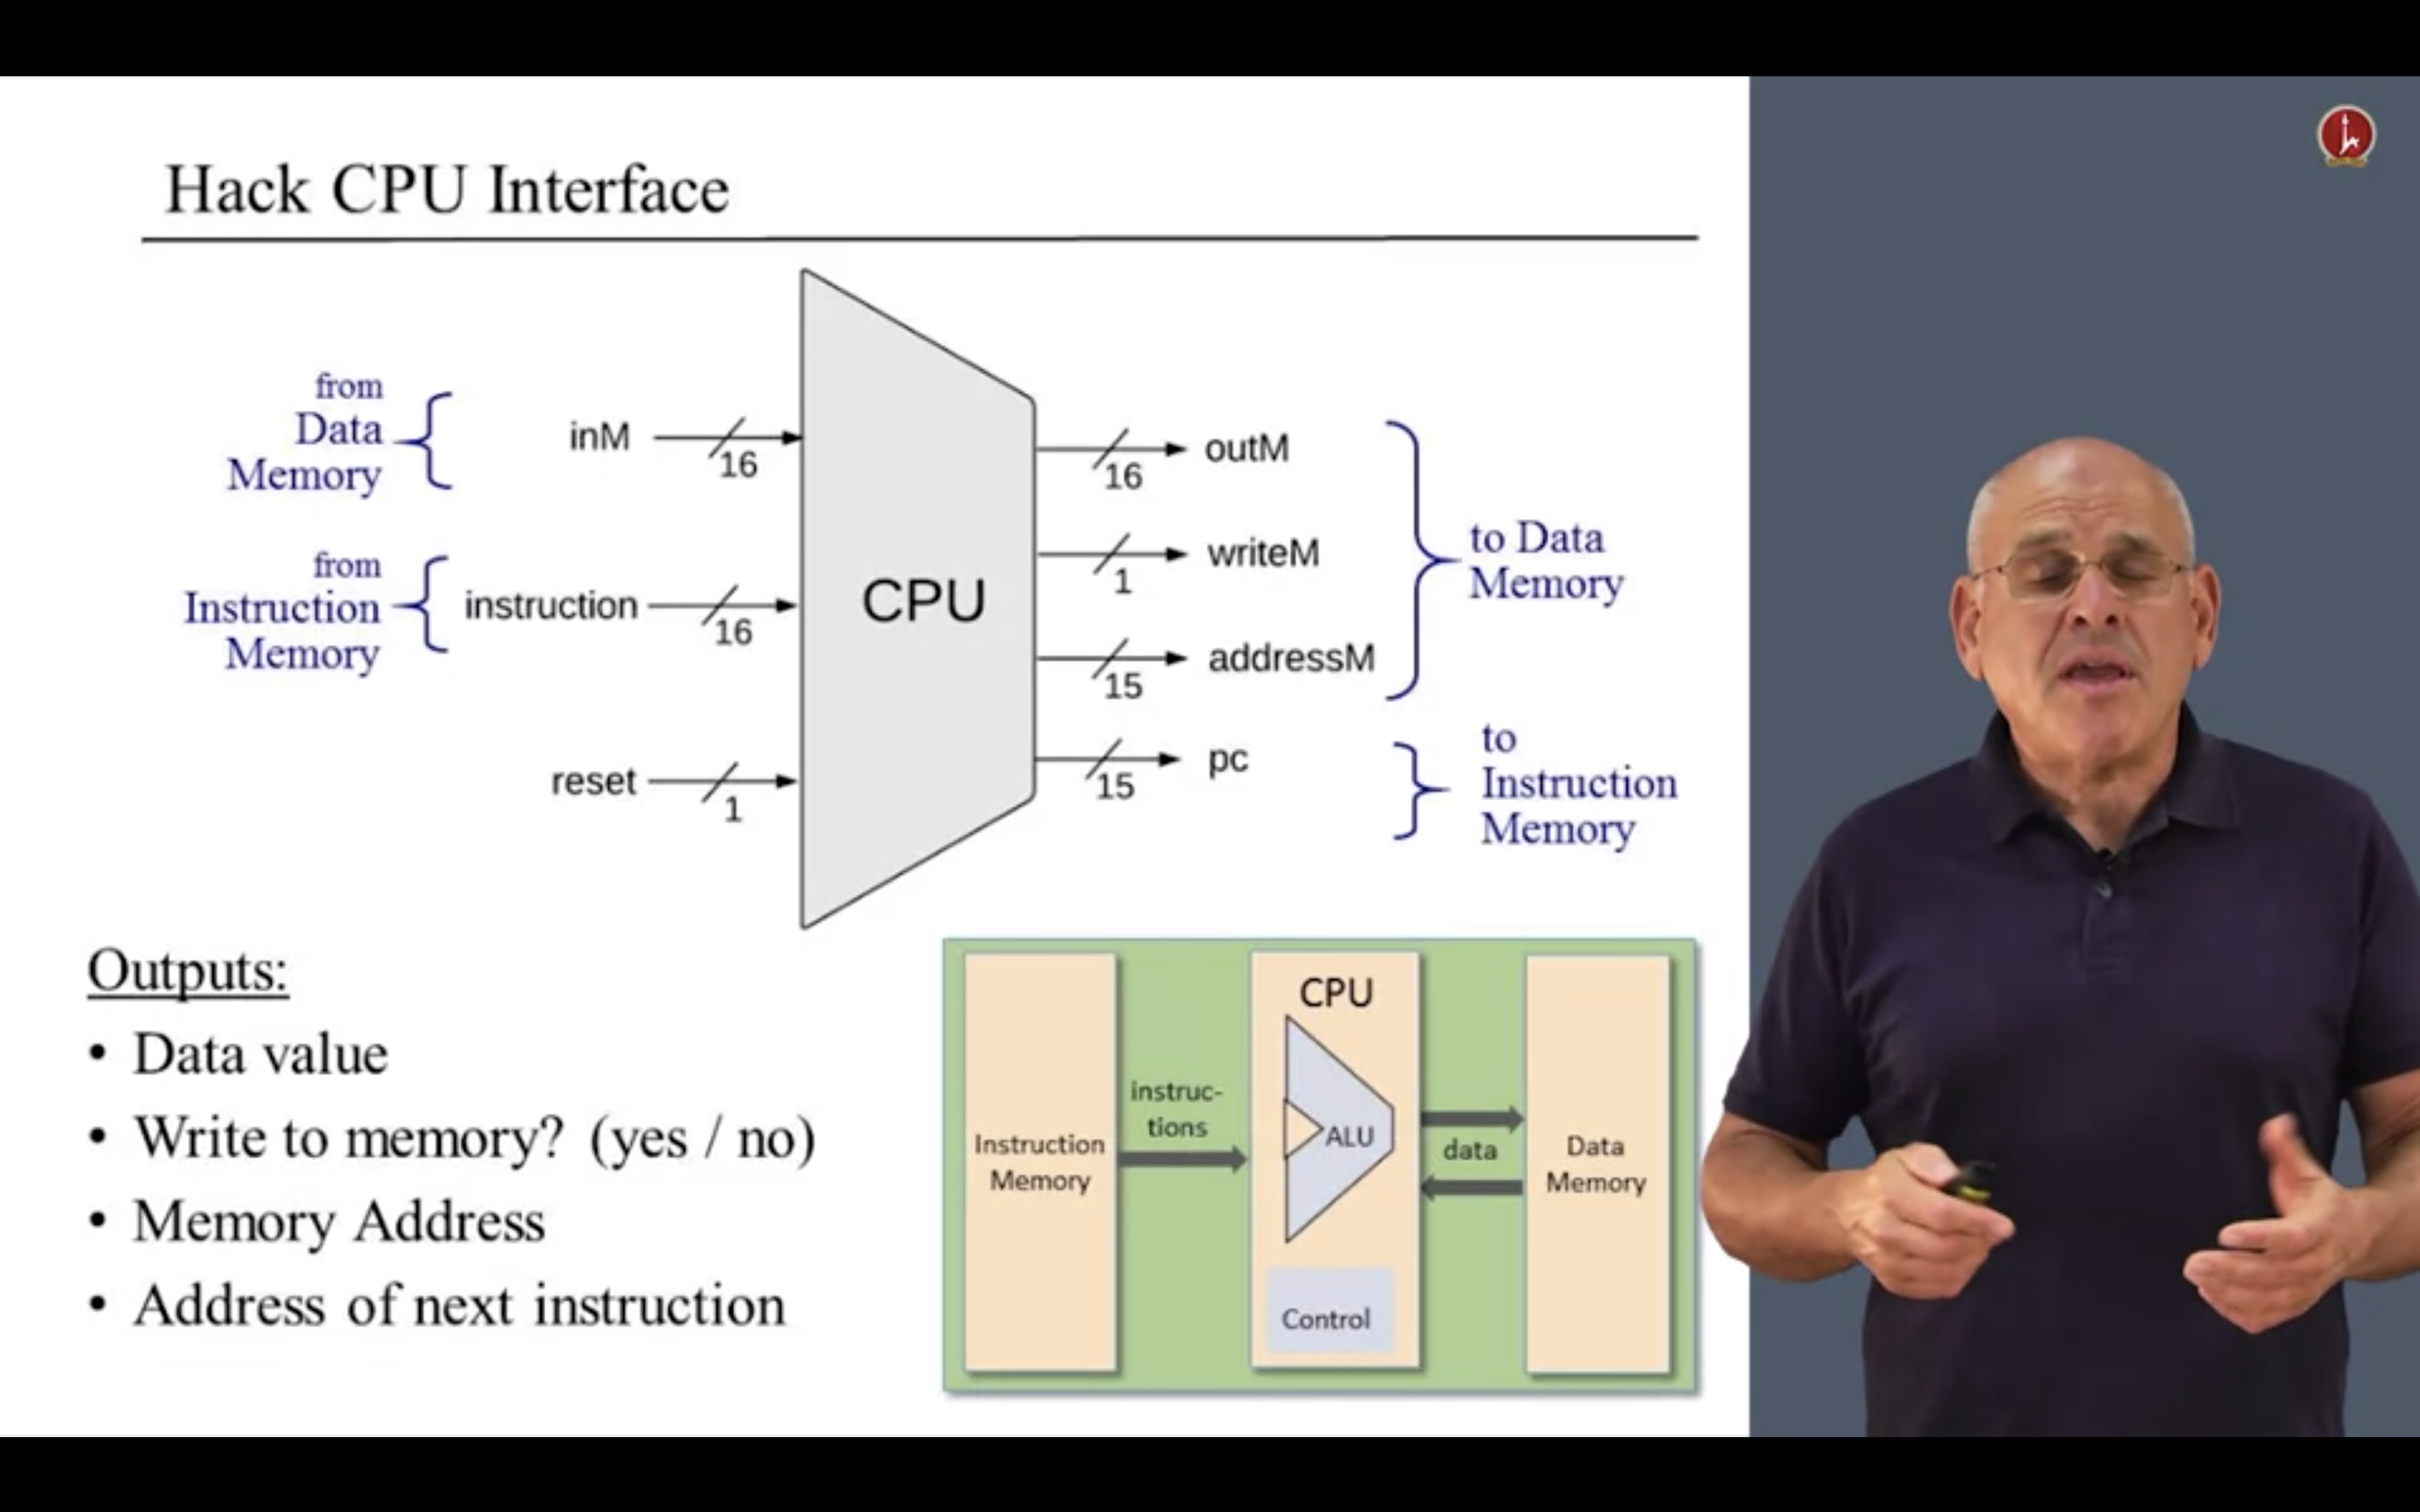 Hack CPU Interface
from
Data
Memory
inM
16
from
Instruction
Memory
instruction
16
reset
1
CPU
16
outM
1
writeM
15
addressM
15
pc
to Data
Memory
to
Instruction
Memory
Outputs:
• Data value
• Write to memory? (yes / no)
• Memory Address
• Address of next instruction
Instruction
Memory
instruc-
tions
CPU
ALU
Control
data
Data
Memory